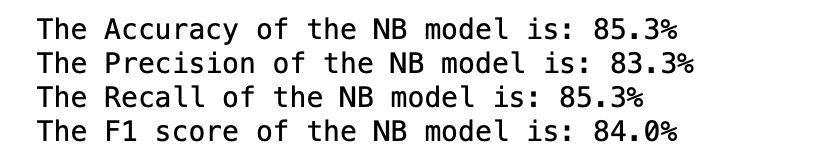 The Accuracy of the NB model is: 85.3%
The Precision of the NB model is: 83.3%
The Recall of the NB model is: 85.3%
The F1 score of the NB model is: 84.0%